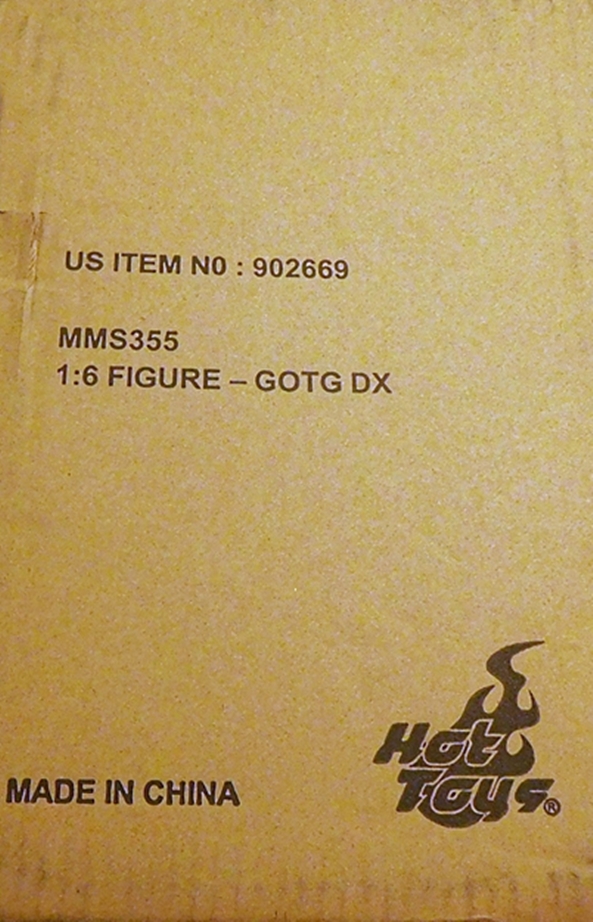 US ITEM N0 : 902669
MMS355
1:6 FIGURE – GOTG DX
Hot
Toys®
MADE IN CHINA